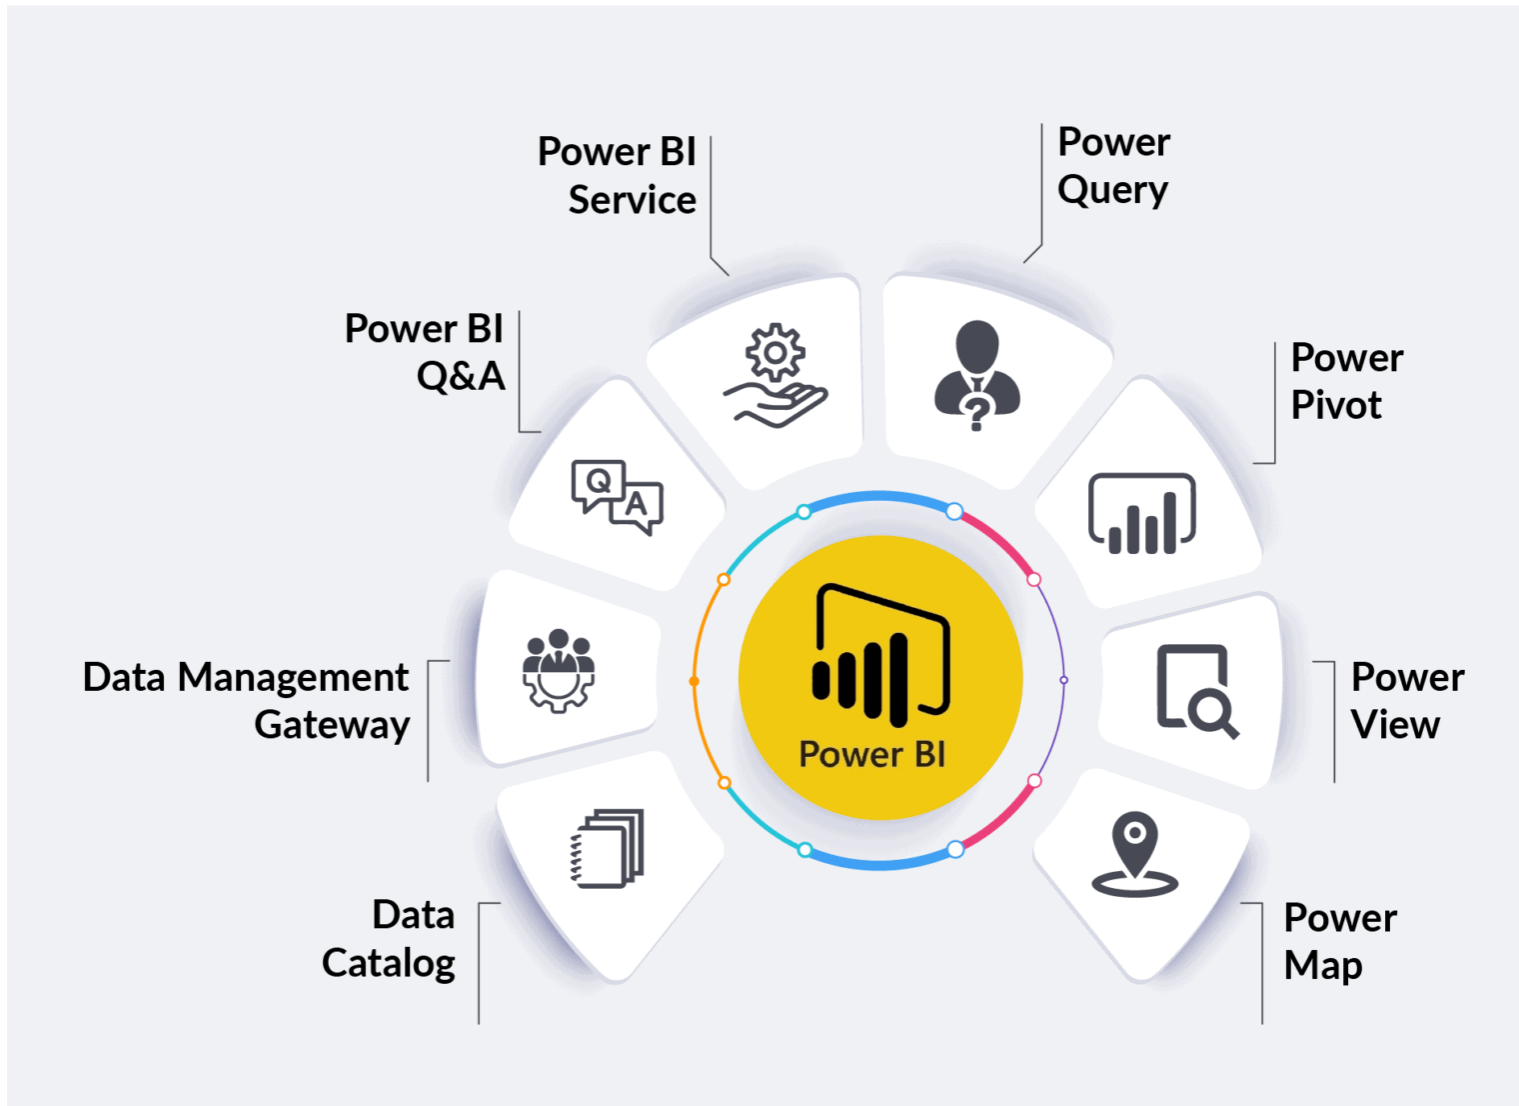 Power BI
Service
Power
Query
Power BI
Q&A
Power
Pivot
Q
A
Data Management
Gateway
Power BI
Power
View
Data
Catalog
Power
Map
?